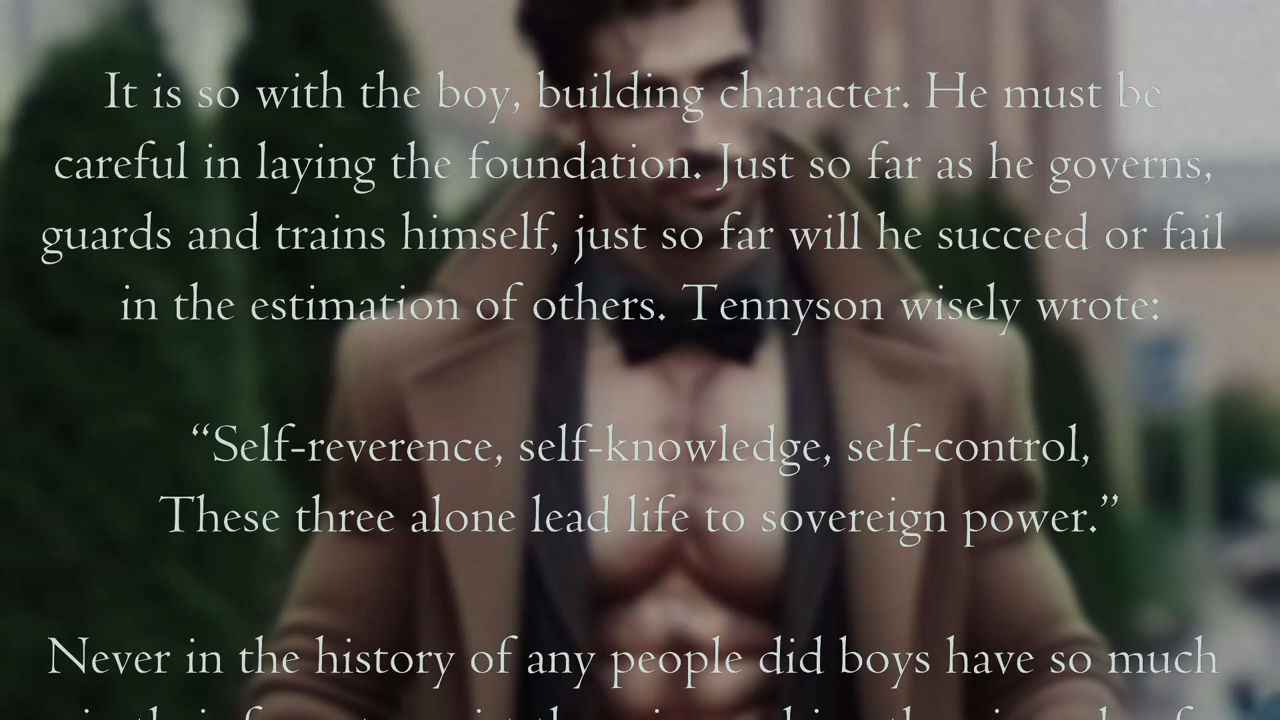 It is so with the boy, building character. He must be
careful in laying the foundation. Just so far as he governs,
guards and trains himself, just so far will he succeed or fail
in the estimation of others. Tennyson wisely wrote:
“Self-reverence, self-knowledge, self-control,
These three alone lead life to sovereign power.”
Never in the history of any people did boys have so much